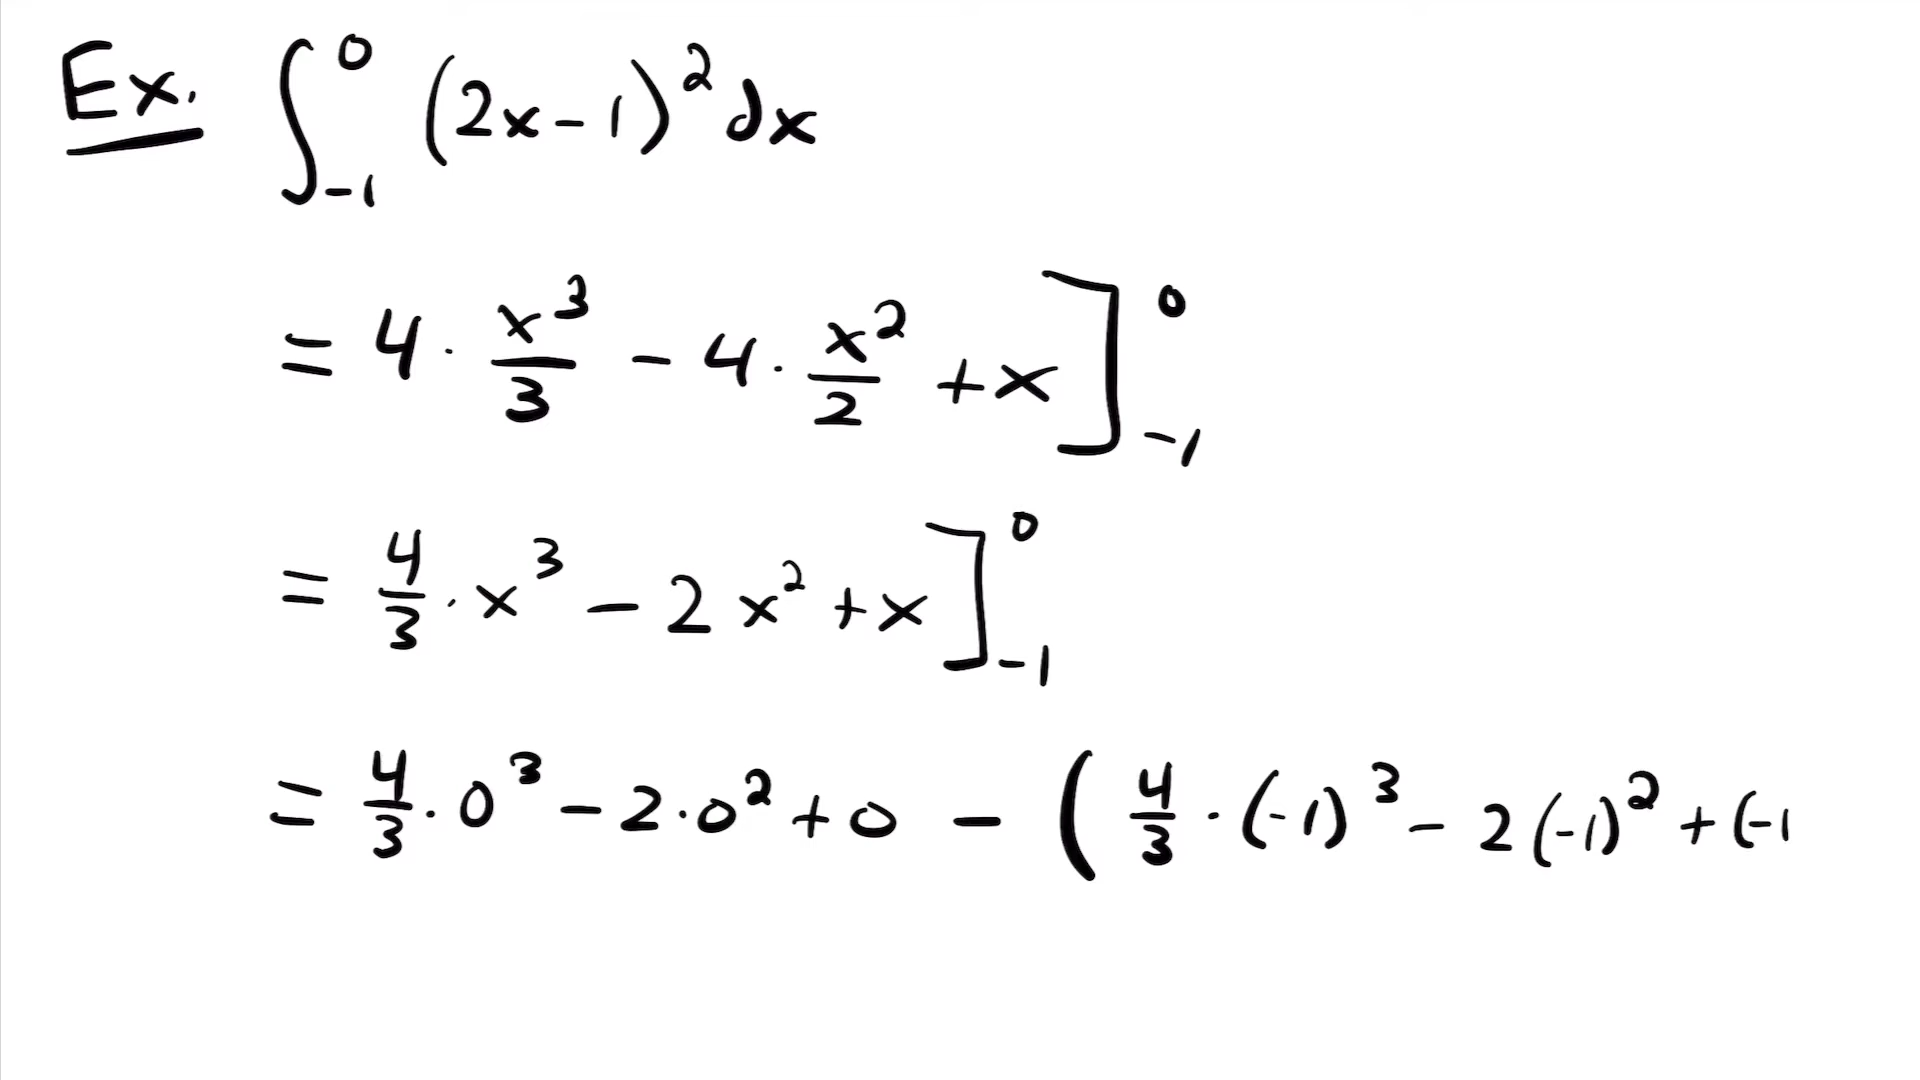 Ex. ∫_{-1}^{0} (2x-1)^2 dx
= 4 · x^3/3 - 4 · x^2/2 + x ]_{-1}^{0}
= 4/3 · x^3 - 2x^2 + x ]_{-1}^{0}
= 4/3 · 0^3 - 2 · 0^2 + 0 - ( 4/3 · (-1)^3 - 2(-1)^2 + (-1